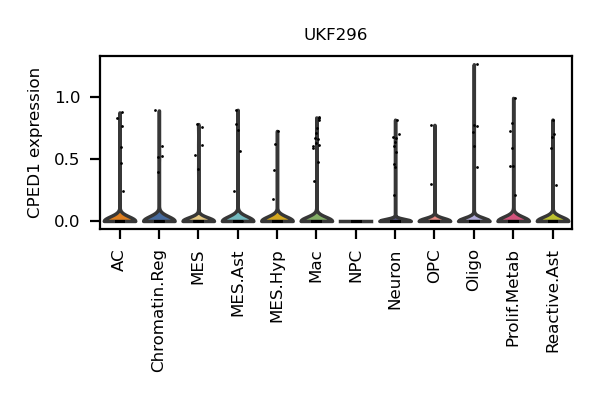 UKF296
CPED1 expression
1.0
0.5
0.0
AC
Chromatin.Reg
MES
MES.Ast
MES.Hyp
Mac
NPC
Neuron
OPC
Oligo
Prolif.Metab
Reactive.Ast